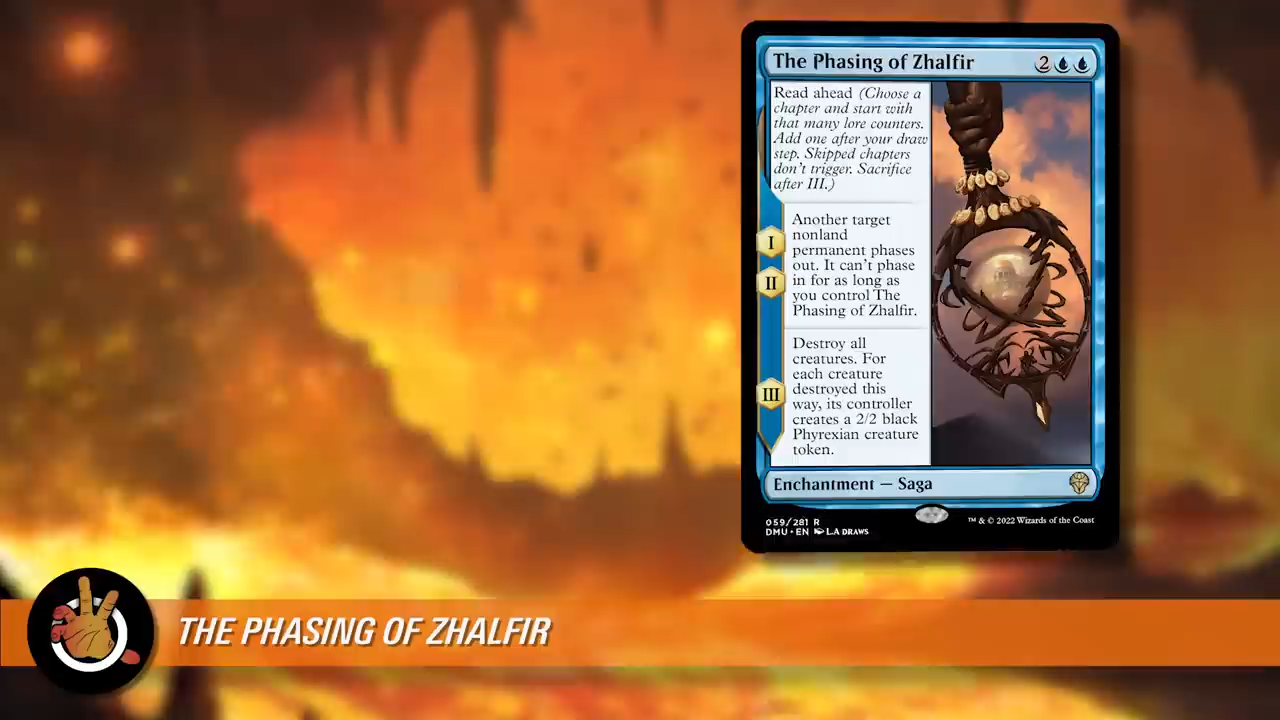 The Phasing of Zhalfir 2
Read ahead (Choose a
chapter and start with
that many lore counters.
Add one after your draw
step. Skipped chapters
don't trigger. Sacrifice
after III.)
I
II
Another target
nonland
permanent phases
out. It can't phase
in for as long as
you control The
Phasing of Zhalfir.
III
Destroy all
creatures. For
each creature
destroyed this
way, its controller
creates a 2/2 black
Phyrexian creature
token.
Enchantment — Saga
059/281 R
DMU • EN L.A DRAWS
™ & © 2022 Wizards of the Coast
THE PHASING OF ZHALFIR